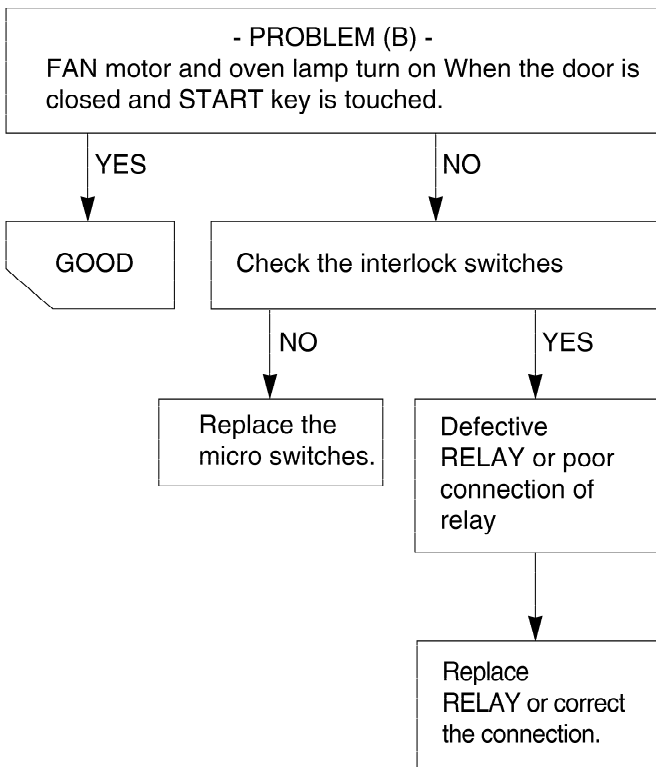 - PROBLEM (B) -
FAN motor and oven lamp turn on When the door is
closed and START key is touched.
YES
NO
GOOD
Check the interlock switches
NO
YES
Replace the
micro switches.
Defective
RELAY or poor
connection of
relay
Replace
RELAY or correct
the connection.